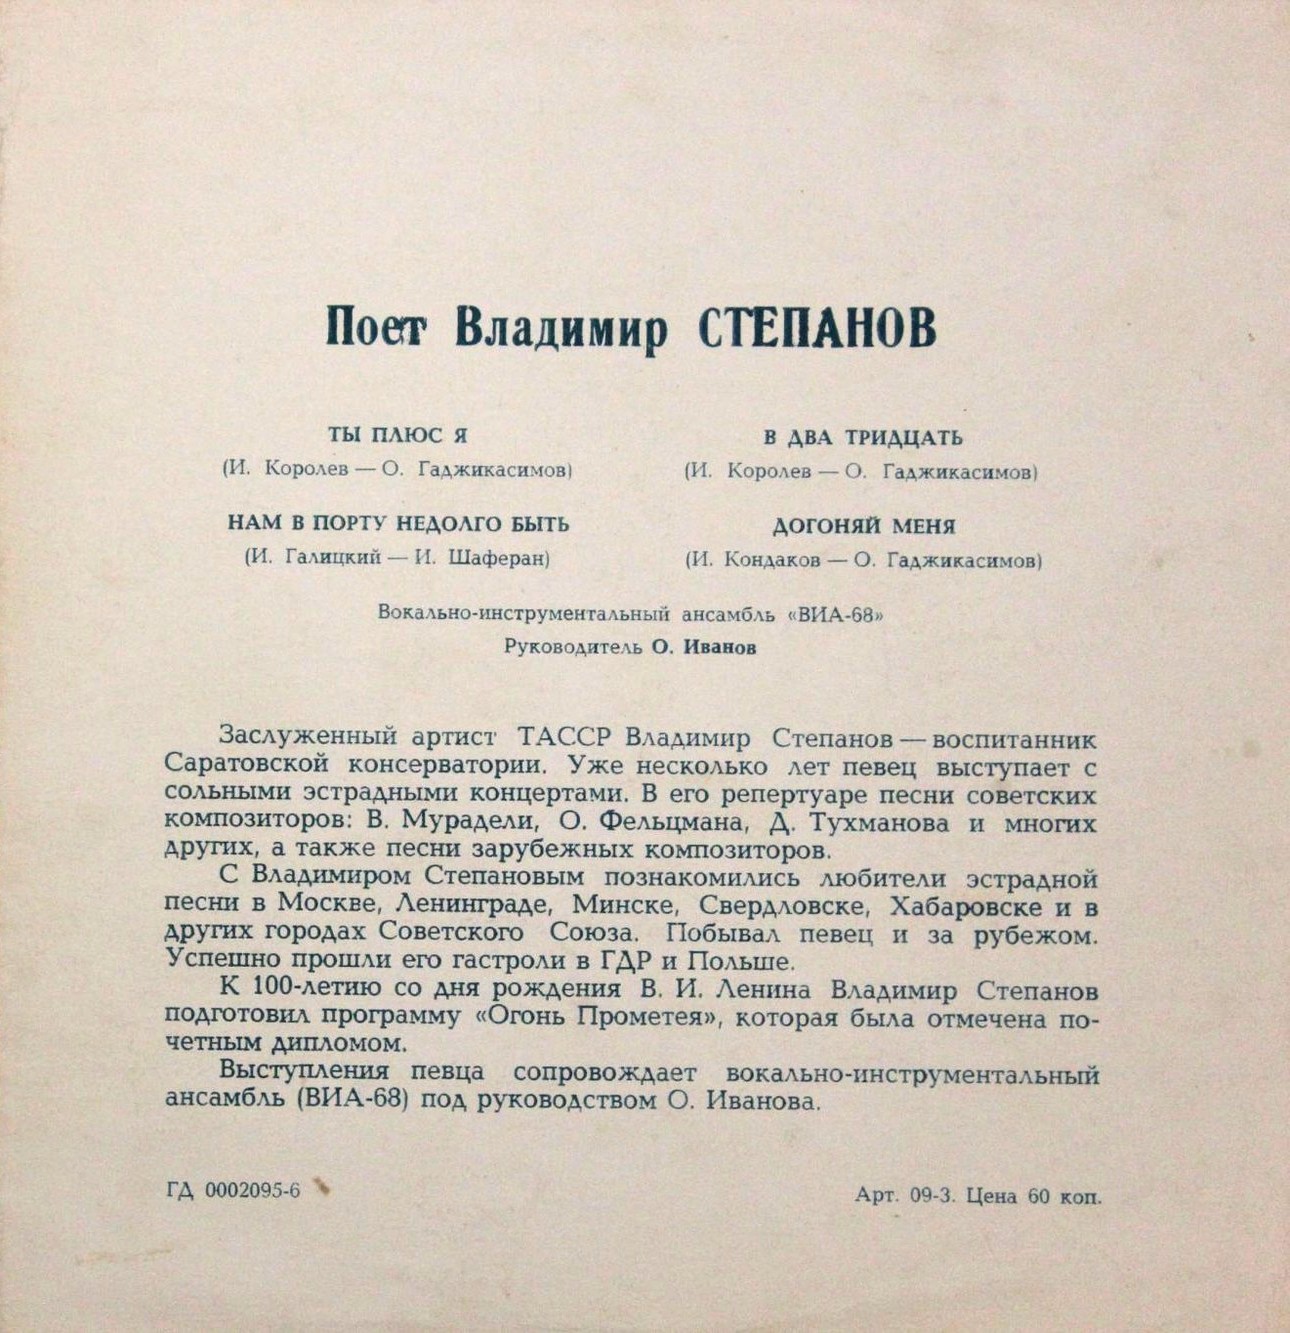 Поет Владимир СТЕПАНОВ
ТЫ ПЛЮС Я
(И. Королев — О. Гаджикасимов)
НАМ В ПОРТУ НЕДОЛГО БЫТЬ
(И. Галицкий — И. Шаферан)
В ДВА ТРИДЦАТЬ
(И. Королев — О. Гаджикасимов)
ДОГОНЯЙ МЕНЯ
(И. Кондаков — О. Гаджикасимов)
Вокально-инструментальный ансамбль «ВИА-68»
Руководитель О. Иванов
Заслуженный артист ТАССР Владимир Степанов — воспитанник
Саратовской консерватории. Уже несколько лет певец выступает с
сольными эстрадными концертами. В его репертуаре песни советских
композиторов: В. Мурадели, О. Фельцмана, Д. Тухманова и многих
других, а также песни зарубежных композиторов.
С Владимиром Степановым познакомились любители эстрадной
песни в Москве, Ленинграде, Минске, Свердловске, Хабаровске и в
других городах Советского Союза. Побывал певец и за рубежом.
Успешно прошли его гастроли в ГДР и Польше.
К 100-летию со дня рождения В. И. Ленина Владимир Степанов
подготовил программу «Огонь Прометея», которая была отмечена по-
четным дипломом.
Выступления певца сопровождает вокально-инструментальный
ансамбль (ВИА-68) под руководством О. Иванова.
ГД 0002095-6
Арт. 09-3. Цена 60 коп.